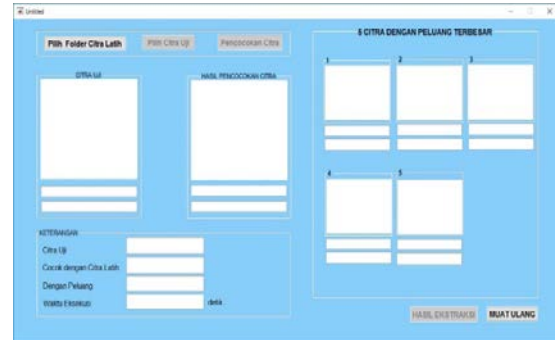 Untitled
Pilih Folder Citra Latih
Pilih Citra Uji
Pencocokan Citra
CITRA UJI
HASIL PENCOCOKAN CITRA
KETERANGAN
Citra Uji
Cocok dengan Citra Latih
Dengan Peluang
Waktu Eksekusi
detik
5 CITRA DENGAN PELUANG TERBESAR
1
2
3
4
5
HASIL EKSTRAKSI
MUAT ULANG